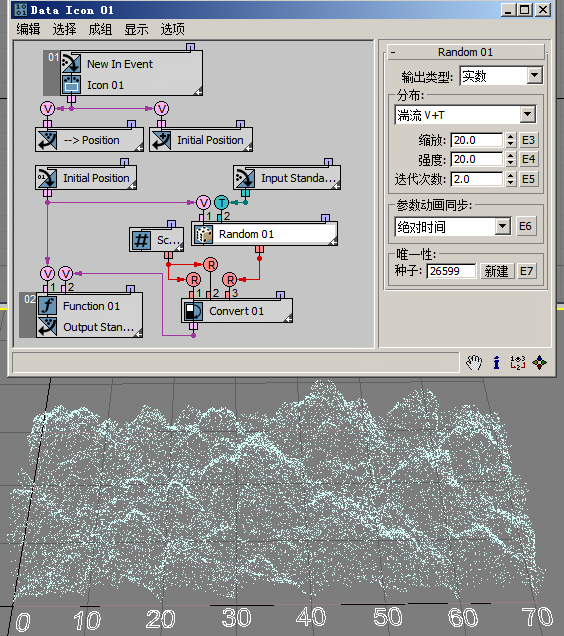 Data Icon 01
编辑 选择 成组 显示 选项
01
New In Event
Icon 01
V
V
--> Position
Initial Position
Initial Position
Input Standa...
V
T
1 2
Random 01
Sc...
R
V V
R
R
1 2
1 2 3
02
Function 01
Output Stan...
Convert 01
- Random 01
输出类型: 实数
分布:
湍流 V+T
缩放: 20.0 E3
强度: 20.0 E4
迭代次数: 2.0 E5
参数动画同步:
绝对时间 E6
唯一性:
种子: 26599 新建 E7
0 10 20 30 40 50 60 70